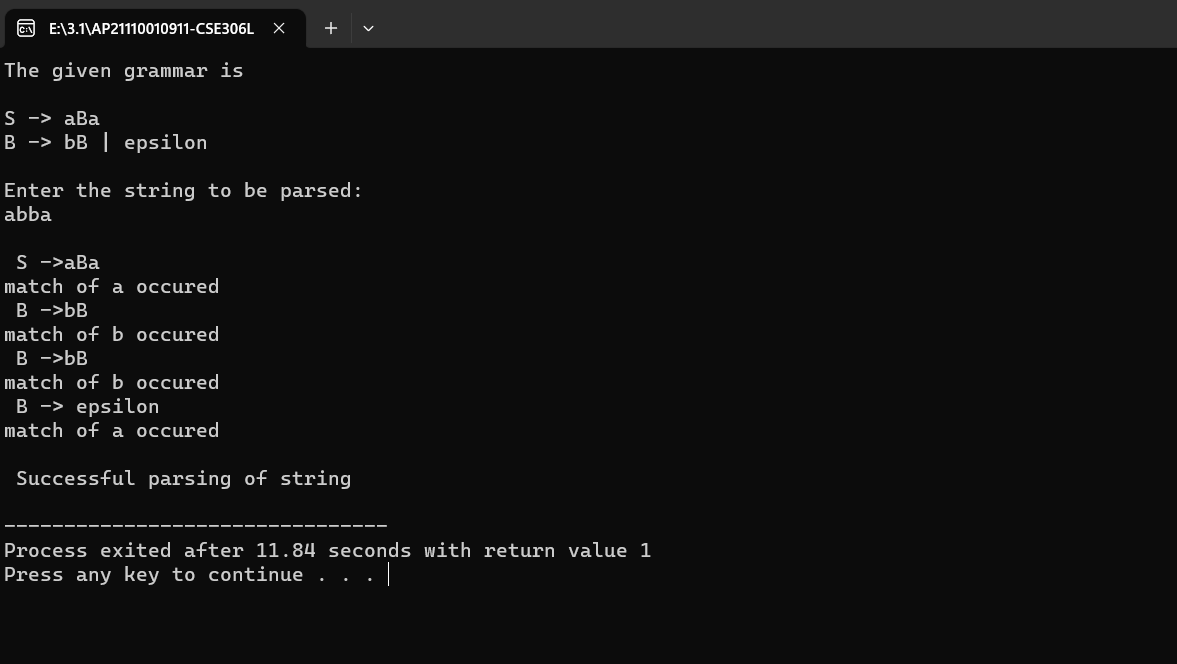 E:\3.1\AP21110010911-CSE306L
The given grammar is
S -> aBa
B -> bB | epsilon
Enter the string to be parsed:
abba
S ->aBa
match of a occured
B ->bB
match of b occured
B ->bB
match of b occured
B -> epsilon
match of a occured
Successful parsing of string
--------------------------------
Process exited after 11.84 seconds with return value 1
Press any key to continue . . .